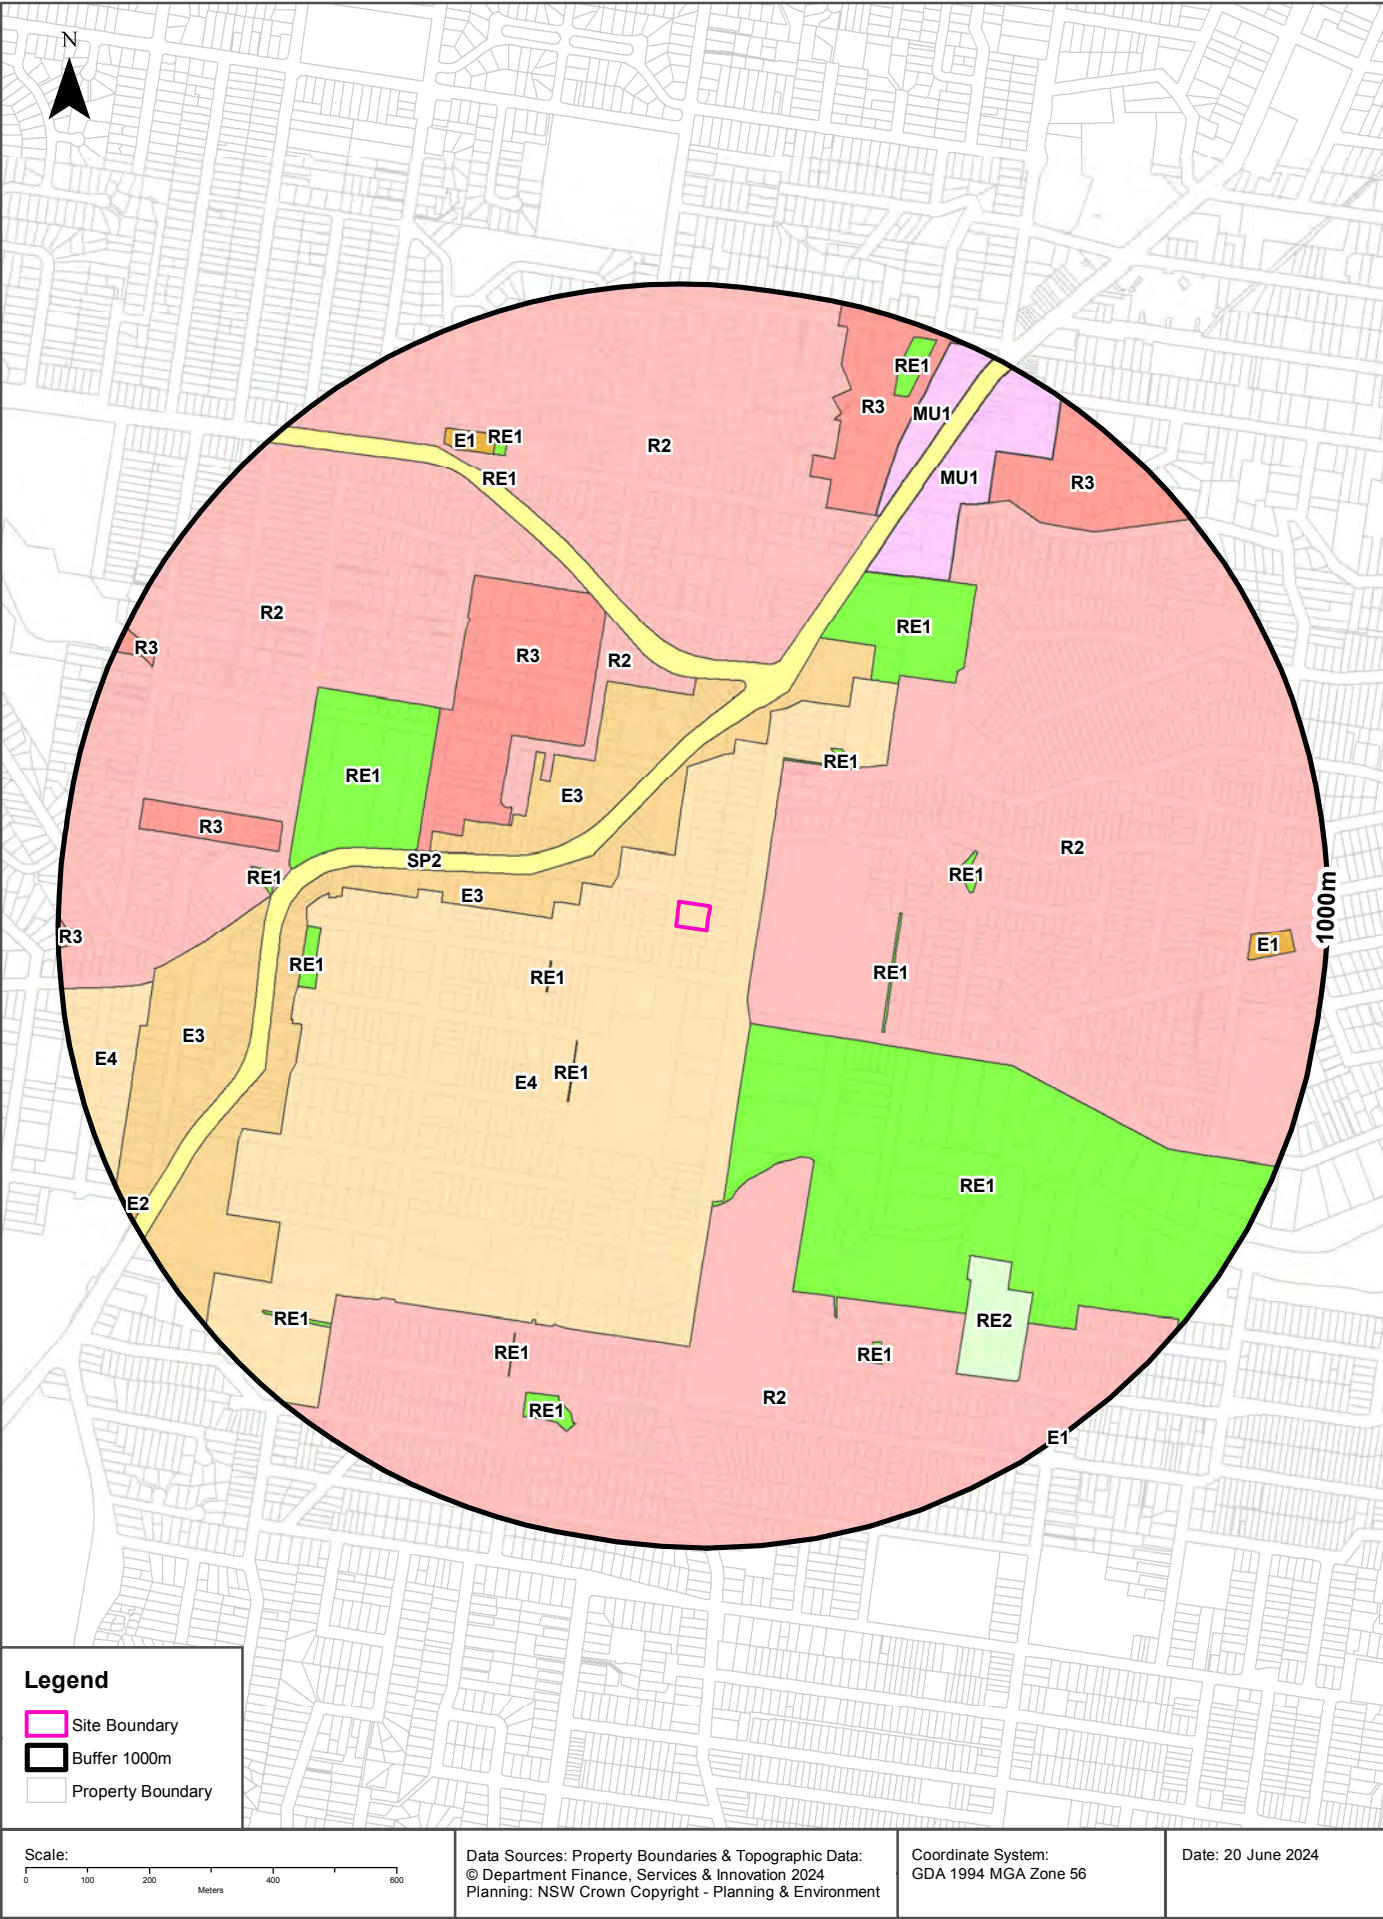 N
RE1
R3
MU1
E1
RE1
R2
RE1
MU1
R3
R2
RE1
R3
R3
R2
RE1
RE1
E3
R3
R2
SP2
RE1
RE1
E3
R3
E1
1000m
RE1
RE1
RE1
E3
E4
RE1
E4
RE1
E2
RE1
RE2
RE1
RE1
R2
RE1
E1
Legend
Site Boundary
Buffer 1000m
Property Boundary
Scale:
0 100 200 400 600
Meters
Data Sources: Property Boundaries & Topographic Data:
© Department Finance, Services & Innovation 2024
Planning: NSW Crown Copyright - Planning & Environment
Coordinate System:
GDA 1994 MGA Zone 56
Date: 20 June 2024